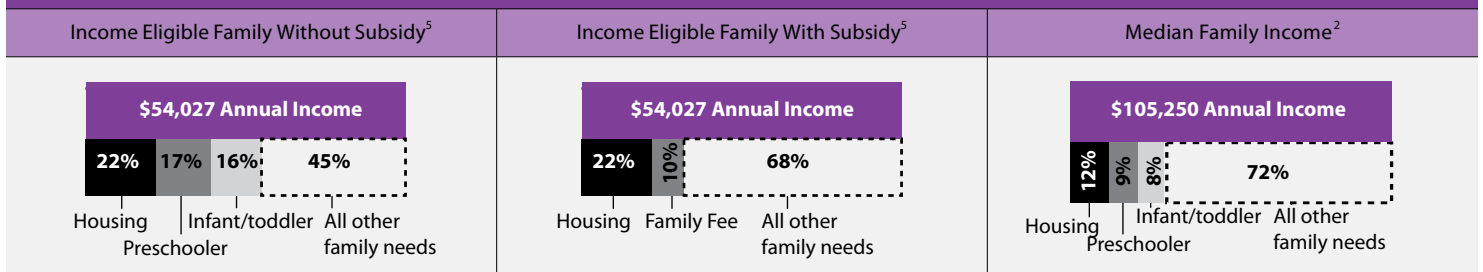 Income Eligible Family Without Subsidy⁵
$54,027 Annual Income
22% 17% 16% 45%
Housing Infant/toddler All other
Preschooler family needs
Income Eligible Family With Subsidy⁵
$54,027 Annual Income
22% 10% 68%
Housing Family Fee All other
family needs
Median Family Income²
$105,250 Annual Income
12% 9% 8% 72%
Housing Infant/toddler All other
Preschooler family needs